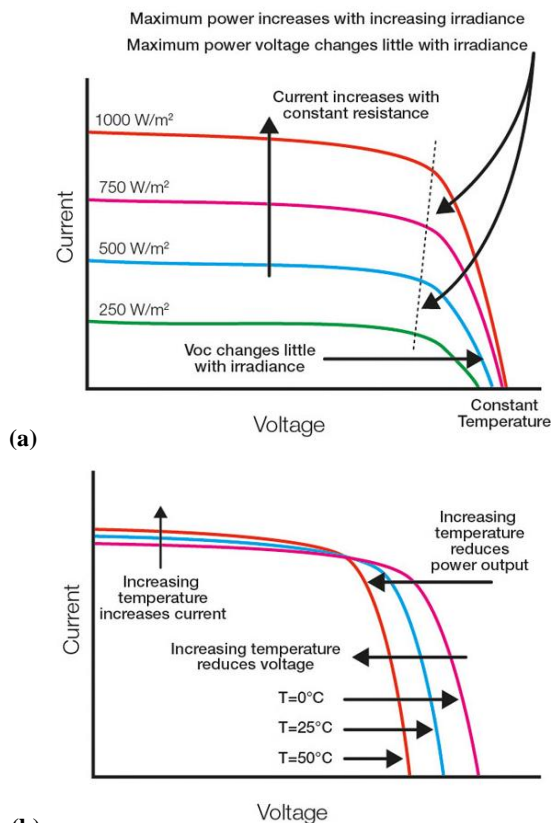 Maximum power increases with increasing irradiance
Maximum power voltage changes little with irradiance
Current increases with
constant resistance
1000 W/m²
750 W/m²
500 W/m²
250 W/m²
Current
Voc changes little
with irradiance
Constant
Temperature
Voltage
(a)
Increasing
temperature
reduces
power output
Increasing
temperature
increases current
Current
Increasing temperature
reduces voltage
T=0°C
T=25°C
T=50°C
Voltage
(b)